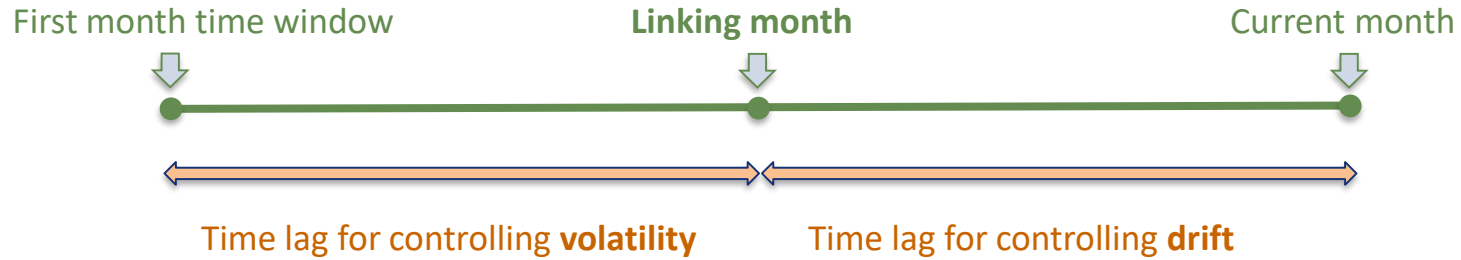 First month time window
Linking month
Current month
Time lag for controlling volatility
Time lag for controlling drift